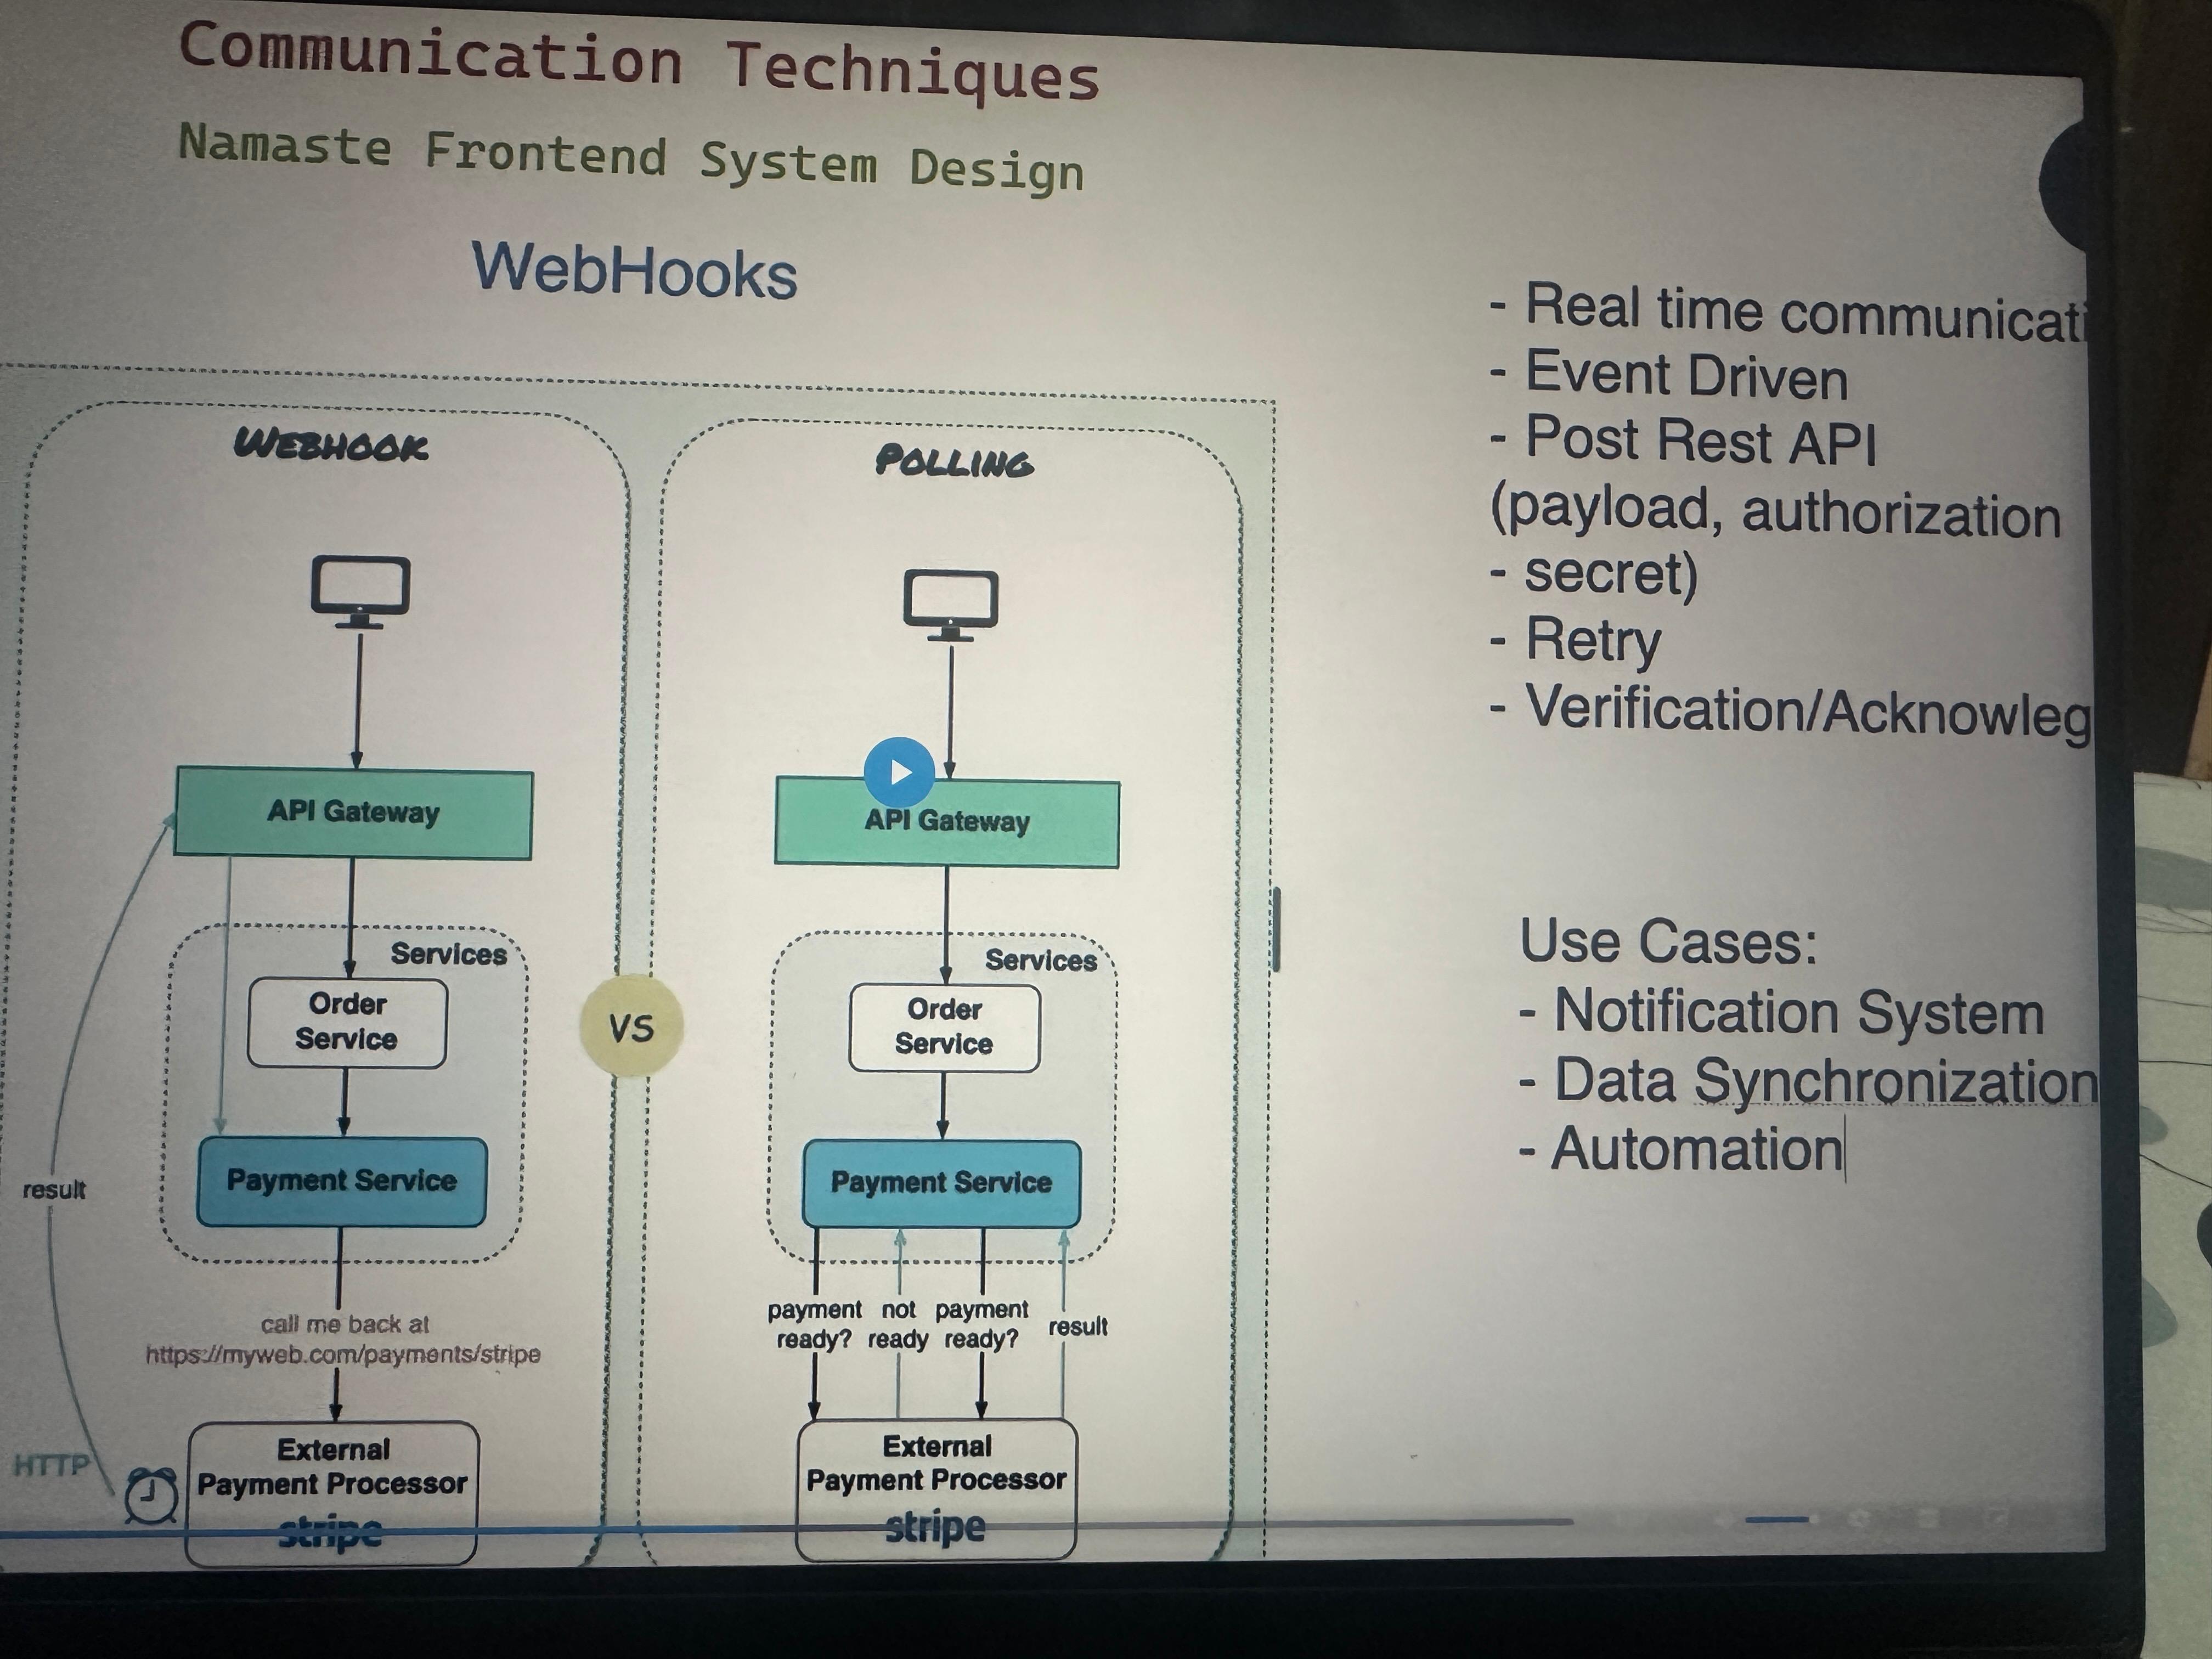 Communication Techniques
Namaste Frontend System Design
WebHooks
WEBHOOK
API Gateway
Services
Order
Service
Payment Service
result
call me back at
https://myweb.com/payments/stripe
HTTP
External
Payment Processor
stripe
VS
POLLING
API Gateway
Services
Order
Service
Payment Service
payment
ready?
not
ready
payment
ready?
result
External
Payment Processor
stripe
- Real time communicati
- Event Driven
- Post Rest API
(payload, authorization
- secret)
- Retry
- Verification/Acknowleg
Use Cases:
- Notification System
- Data Synchronization
- Automation